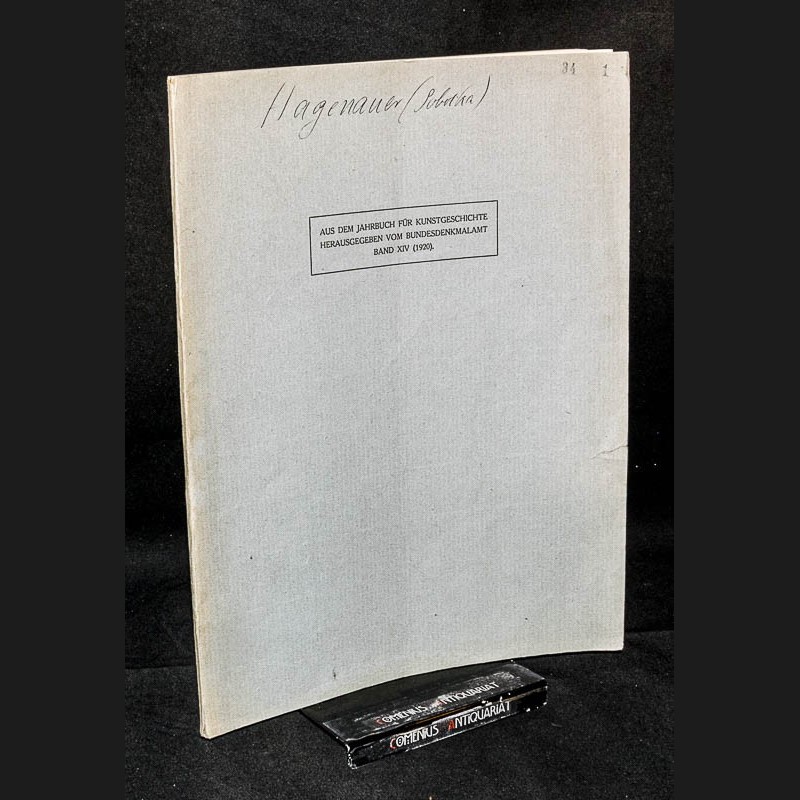 34 1
Hagenauer (Sobotka)
AUS DEM JAHRBUCH FÜR KUNSTGESCHICHTE
HERAUSGEGEBEN VOM BUNDESDENKMALAMT
BAND XIV (1920).
COMENIUS ANTIQUARIAT
COMENIUS ANTIQUARIAT